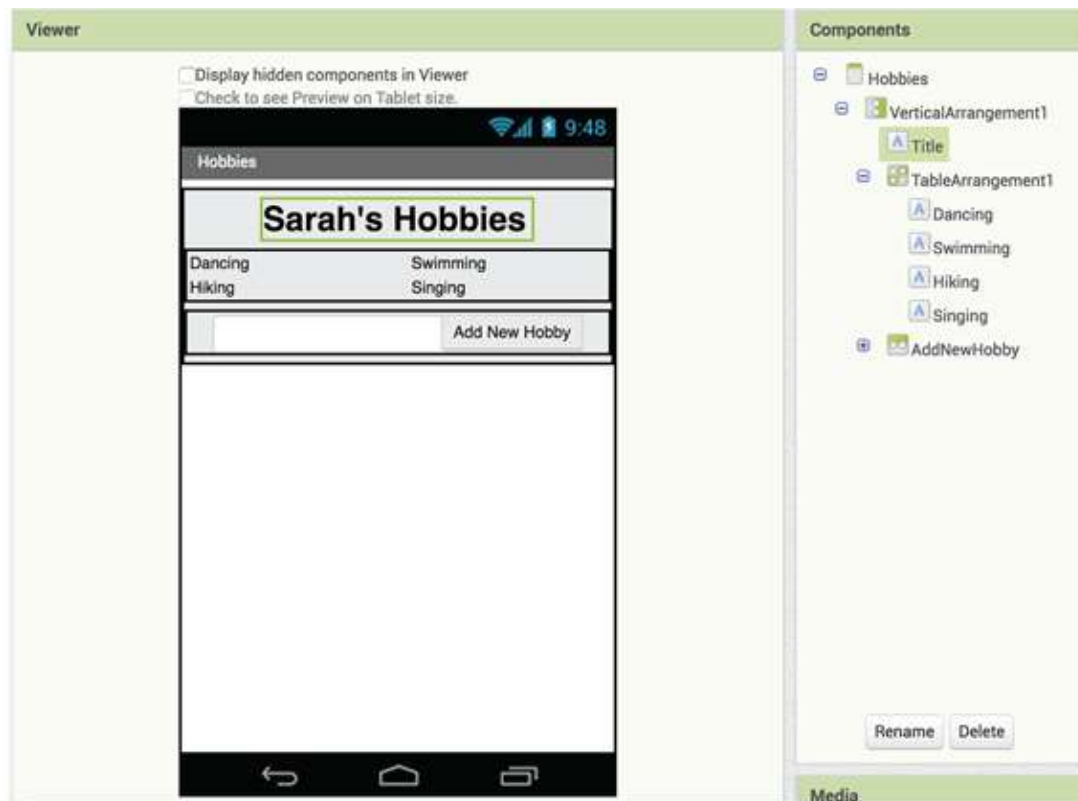 Viewer
Display hidden components in Viewer
Check to see Preview on Tablet size.
9:48
Hobbies
Sarah's Hobbies
Dancing Swimming
Hiking Singing
Add New Hobby
Components
Hobbies
VerticalArrangement1
A Title
TableArrangement1
A Dancing
A Swimming
A Hiking
A Singing
AddNewHobby
Rename Delete
Media